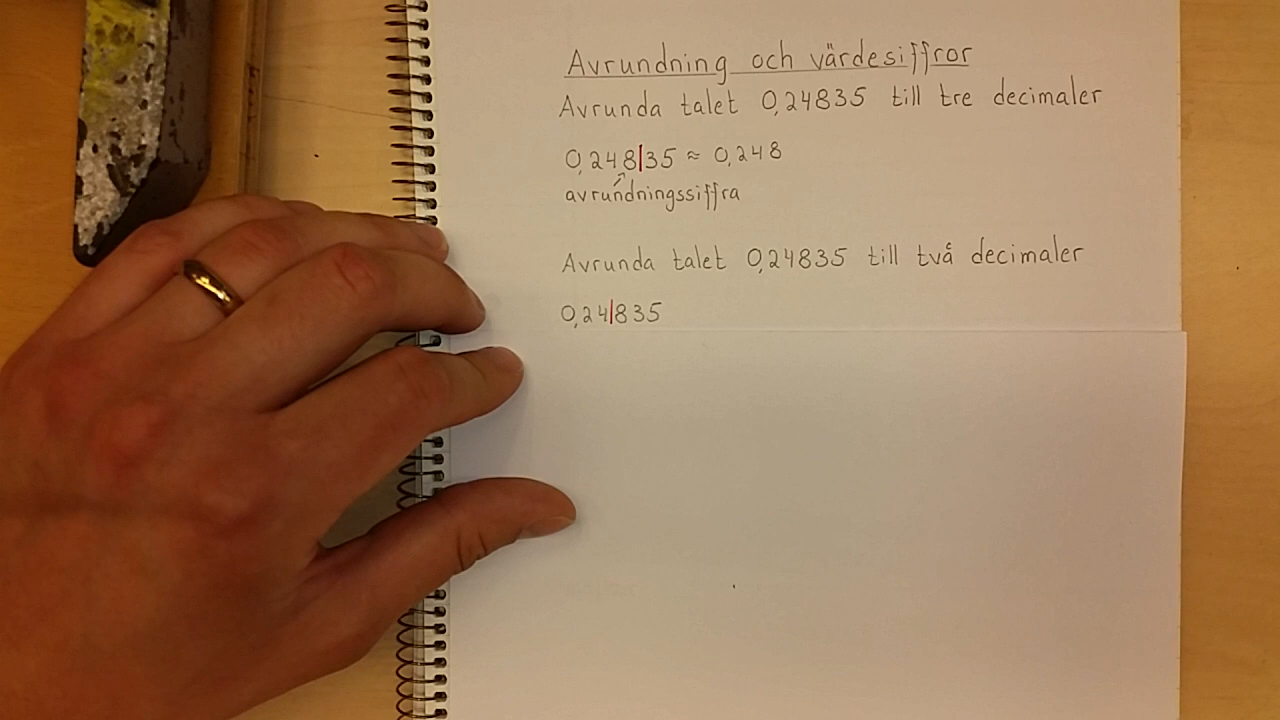 Avrundning och värdesiffror
Avrunda talet 0,24835 till tre decimaler
0,248|35 ≈ 0,248
avrundningssiffra
Avrunda talet 0,24835 till två decimaler
0,24|835